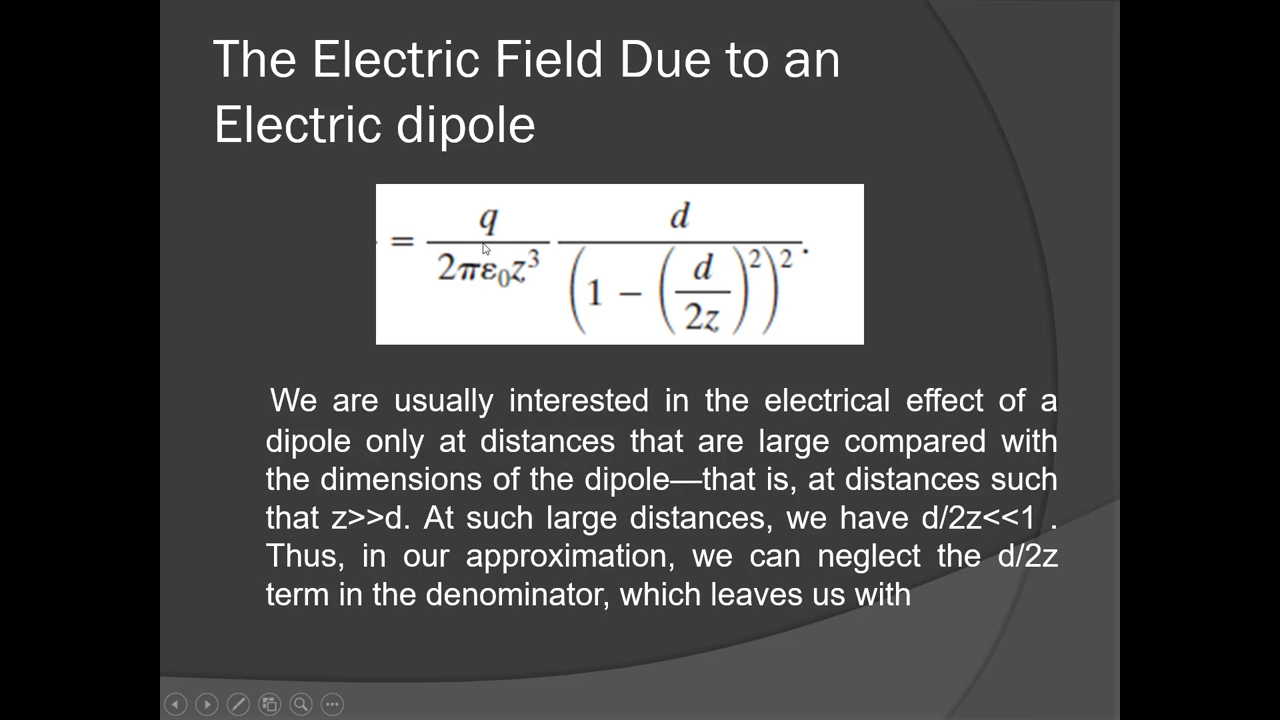 The Electric Field Due to an
Electric dipole
= q / 2πε₀z³ d / (1 − (d / 2z)²)² .
We are usually interested in the electrical effect of a
dipole only at distances that are large compared with
the dimensions of the dipole—that is, at distances such
that z>>d. At such large distances, we have d/2z<<1 .
Thus, in our approximation, we can neglect the d/2z
term in the denominator, which leaves us with